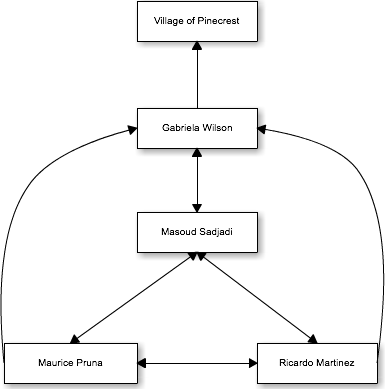 Village of Pinecrest
Gabriela Wilson
Masoud Sadjadi
Maurice Pruna
Ricardo Martinez